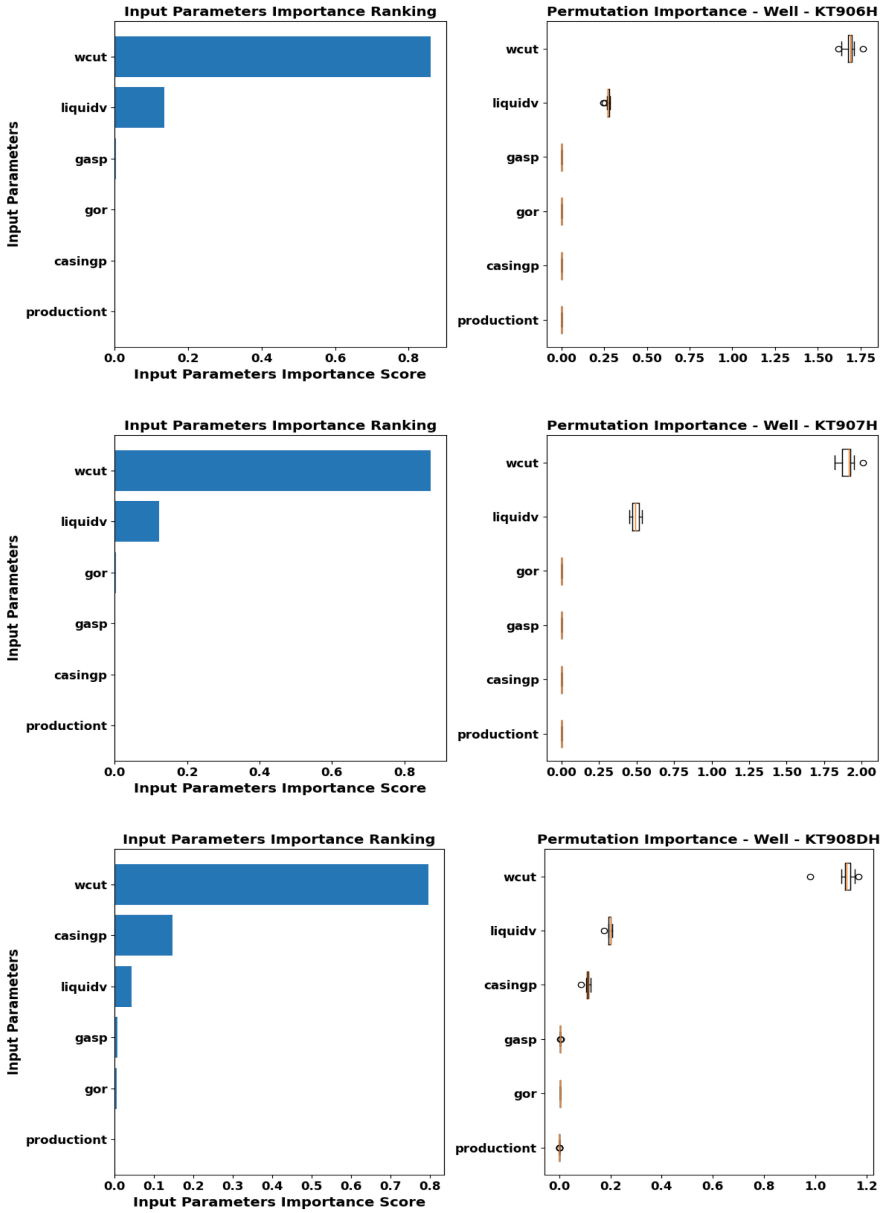 Input Parameters Importance Ranking
Input Parameters
wcut
liquidv
gasp
gor
casingp
productiont
0.0 0.2 0.4 0.6 0.8
Input Parameters Importance Score
Permutation Importance - Well - KT906H
wcut
liquidv
gasp
gor
casingp
productiont
0.00 0.25 0.50 0.75 1.00 1.25 1.50 1.75
Input Parameters Importance Ranking
Input Parameters
wcut
liquidv
gor
gasp
casingp
productiont
0.0 0.2 0.4 0.6 0.8
Input Parameters Importance Score
Permutation Importance - Well - KT907H
wcut
liquidv
gor
gasp
casingp
productiont
0.00 0.25 0.50 0.75 1.00 1.25 1.50 1.75 2.00
Input Parameters Importance Ranking
Input Parameters
wcut
casingp
liquidv
gasp
gor
productiont
0.0 0.1 0.2 0.3 0.4 0.5 0.6 0.7 0.8
Input Parameters Importance Score
Permutation Importance - Well - KT908DH
wcut
liquidv
casingp
gasp
gor
productiont
0.0 0.2 0.4 0.6 0.8 1.0 1.2